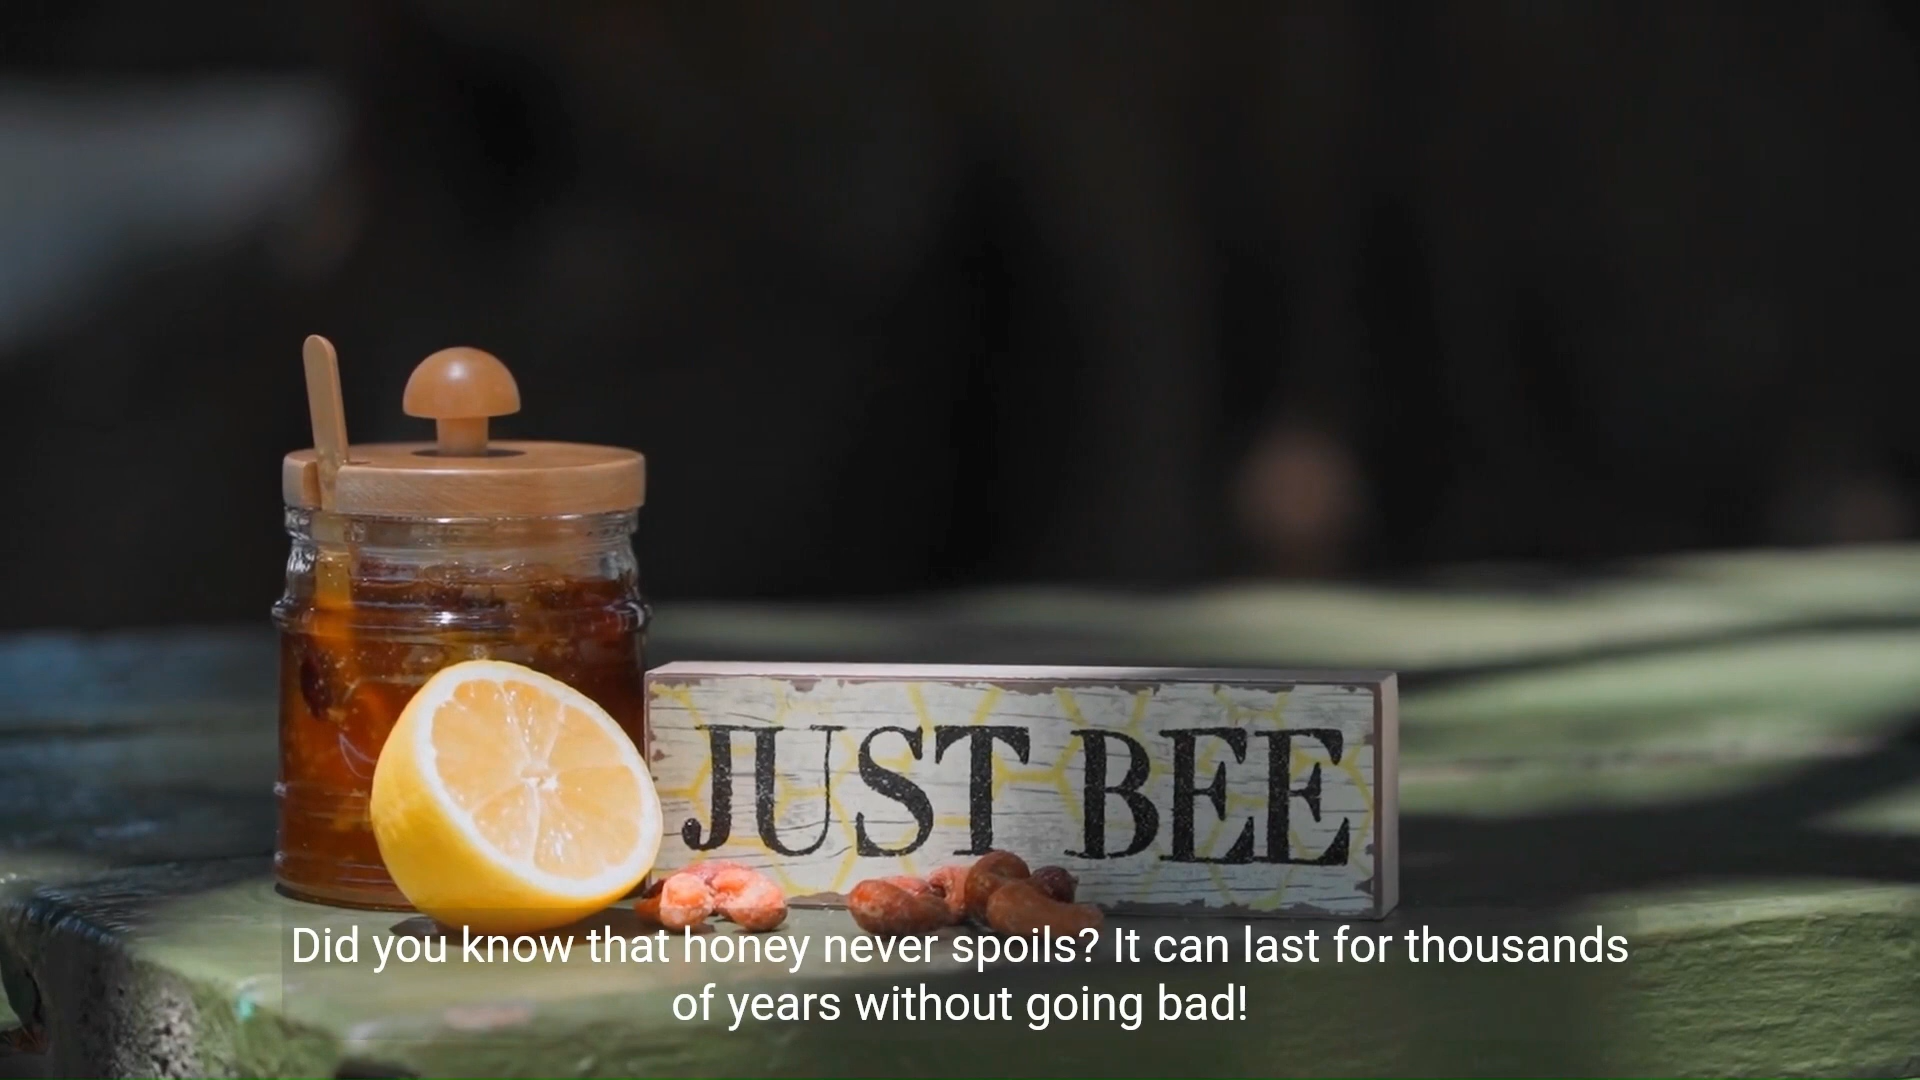 JUST BEE
Did you know that honey never spoils? It can last for thousands
of years without going bad!